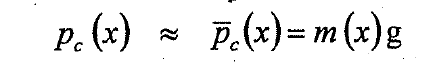 p_c (x) ≈ p̅_c (x) = m (x) g